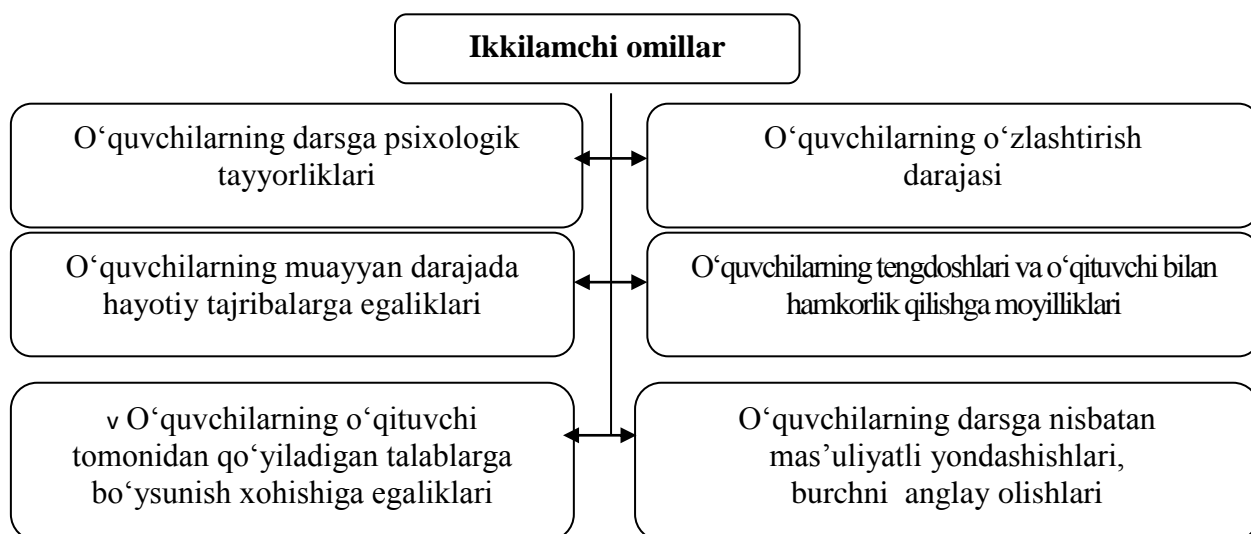 Ikkilamchi omillar
O‘quvchilarning darsga psixologik
tayyorliklari
O‘quvchilarning o‘zlashtirish
darajasi
O‘quvchilarning muayyan darajada
hayotiy tajribalarga egaliklari
O‘quvchilarning tengdoshlari va o‘qituvchi bilan
hamkorlik qilishga moyilliklari
v O‘quvchilarning o‘qituvchi
tomonidan qo‘yiladigan talablarga
bo‘ysunish xohishiga egaliklari
O‘quvchilarning darsga nisbatan
mas’uliyatli yondashishlari,
burchni anglay olishlari